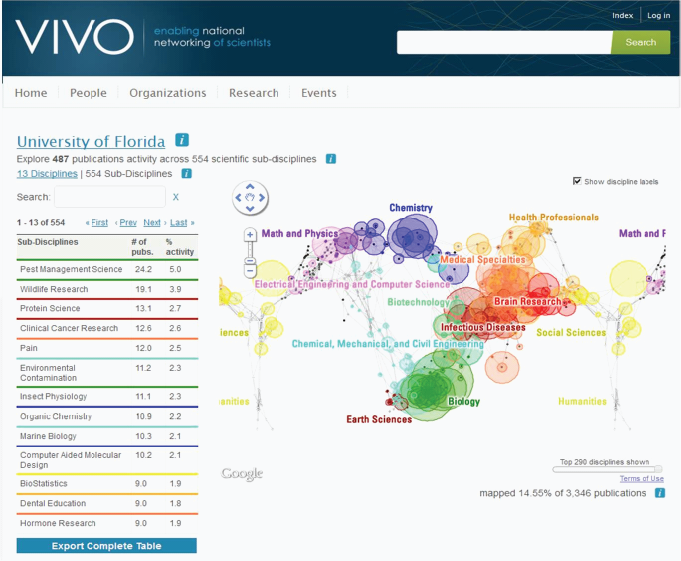 VIVO
enabling national
networking of scientists
Index Log in
Search
Home People Organizations Research Events
University of Florida i
Explore 487 publications activity across 554 scientific sub-disciplines i
13 Disciplines | 554 Sub-Disciplines i
Search: X
1 - 13 of 554 « First ‹ Prev Next › Last »
Sub-Disciplines # of pubs. % activity
Pest Management Science 24.2 5.0
Wildlife Research 19.1 3.9
Protein Science 13.1 2.7
Clinical Cancer Research 12.6 2.6
Pain 12.0 2.5
Environmental
Contamination 11.2 2.3
Insect Physiology 11.1 2.3
Organic Chemistry 10.9 2.2
Marine Biology 10.3 2.1
Computer Aided Molecular
Design 10.2 2.1
BioStatistics 9.0 1.9
Dental Education 9.0 1.8
Hormone Research 9.0 1.9
Export Complete Table
Show discipline labels
Chemistry
Health Professionals
Math and Physics
Math and F
Medical Specialties
Electrical Engineering and Computer Science
Biotechnology
Brain Research
Infectious Diseases
iences
Social Sciences
Chemical, Mechanical, and Civil Engineering
anities
Biology
Humanities
Earth Sciences
Google
Top 290 disciplines shown
Terms of Use
mapped 14.55% of 3,346 publications i